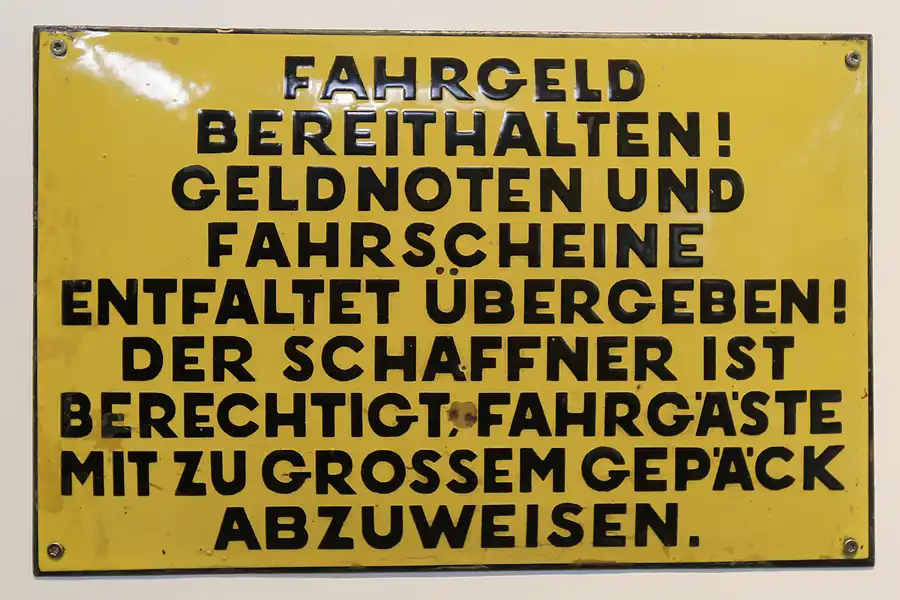 FAHRGELD
BEREITHALTEN!
GELDNOTEN UND
FAHRSCHEINE
ENTFALTET ÜBERGEBEN!
DER SCHAFFNER IST
BERECHTIGT, FAHRGÄSTE
MIT ZU GROSSEM GEPÄCK
ABZUWEISEN.